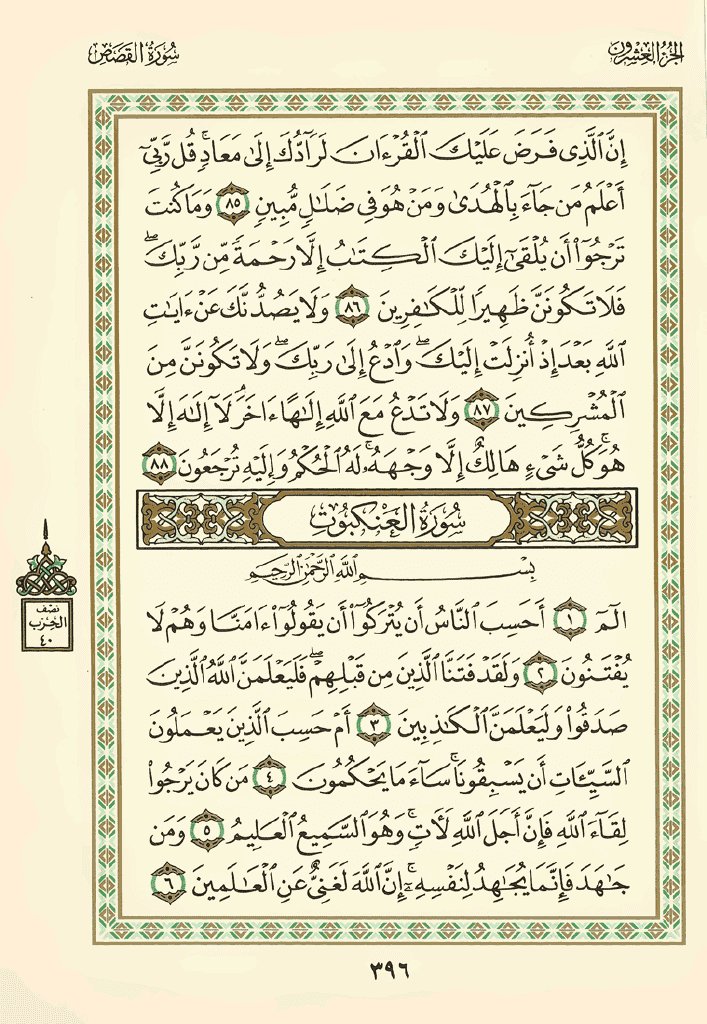 الجزء العشرون
سورة القصص
إِنَّ ٱلَّذِى فَرَضَ عَلَيْكَ ٱلْقُرْءَانَ لَرَآدُّكَ إِلَىٰ مَعَادٍ ۚ قُل رَّبِّىٓ
أَعْلَمُ مَن جَآءَ بِٱلْهُدَىٰ وَمَنْ هُوَ فِى ضَلَٰلٍ مُّبِينٍ ٨٥ وَمَا كُنتَ
تَرْجُوٓا۟ أَن يُلْقَىٰٓ إِلَيْكَ ٱلْكِتَٰبُ إِلَّا رَحْمَةً مِّن رَّبِّكَ ۖ
فَلَا تَكُونَنَّ ظَهِيرًا لِّلْكَٰفِرِينَ ٨٦ وَلَا يَصُدُّنَّكَ عَنْ ءَايَٰتِ
ٱللَّهِ بَعْدَ إِذْ أُنزِلَتْ إِلَيْكَ ۖ وَٱدْعُ إِلَىٰ رَبِّكَ ۖ وَلَا تَكُونَنَّ مِنَ
ٱلْمُشْرِكِينَ ٨٧ وَلَا تَدْعُ مَعَ ٱللَّهِ إِلَٰهًا ءَاخَرَ ۘ لَآ إِلَٰهَ إِلَّا
هُوَ ۚ كُلُّ شَىْءٍ هَالِكٌ إِلَّا وَجْهَهُۥ ۚ لَهُ ٱلْحُكْمُ وَإِلَيْهِ تُرْجَعُونَ ٨٨
سُورَةُ العَنْكَبُوتِ
بِسْمِ ٱللَّهِ ٱلرَّحْمَٰنِ ٱلرَّحِيمِ
الٓمٓ ١ أَحَسِبَ ٱلنَّاسُ أَن يُتْرَكُوٓا۟ أَن يَقُولُوٓا۟ ءَامَنَّا وَهُمْ لَا
يُفْتَنُونَ ٢ وَلَقَدْ فَتَنَّا ٱلَّذِينَ مِن قَبْلِهِمْ ۖ فَلَيَعْلَمَنَّ ٱللَّهُ ٱلَّذِينَ
صَدَقُوا۟ وَلَيَعْلَمَنَّ ٱلْكَٰذِبِينَ ٣ أَمْ حَسِبَ ٱلَّذِينَ يَعْمَلُونَ
ٱلسَّيِّـَٔاتِ أَن يَسْبِقُونَا ۚ سَآءَ مَا يَحْكُمُونَ ٤ مَن كَانَ يَرْجُوا۟
لِقَآءَ ٱللَّهِ فَإِنَّ أَجَلَ ٱللَّهِ لَـَٔاتٍ ۚ وَهُوَ ٱلسَّمِيعُ ٱلْعَلِيمُ ٥ وَمَن
جَٰهَدَ فَإِنَّمَا يُجَٰهِدُ لِنَفْسِهِۦٓ ۚ إِنَّ ٱللَّهَ لَغَنِىٌّ عَنِ ٱلْعَٰلَمِينَ ٦
نصف
الحزب
٤٠
٣٩٦